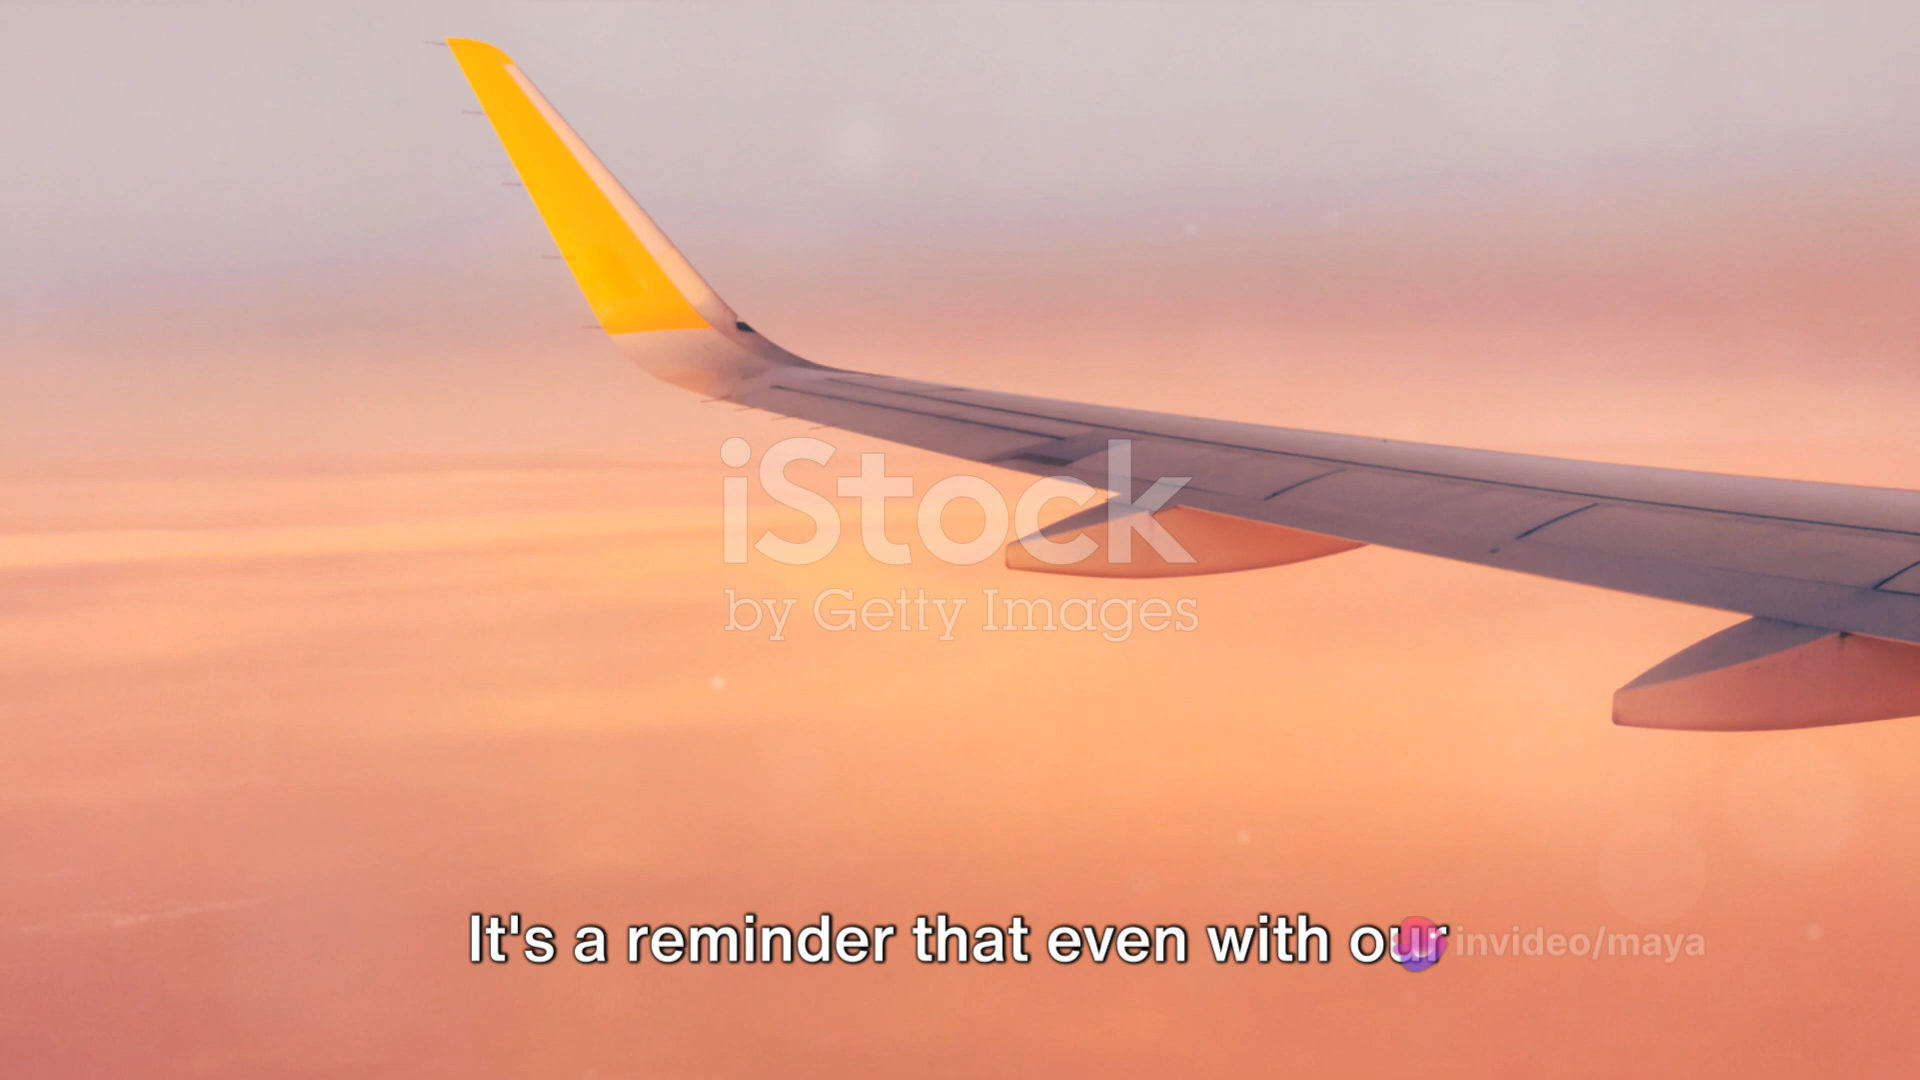 iStock
by Getty Images
It's a reminder that even with our
invideo/maya